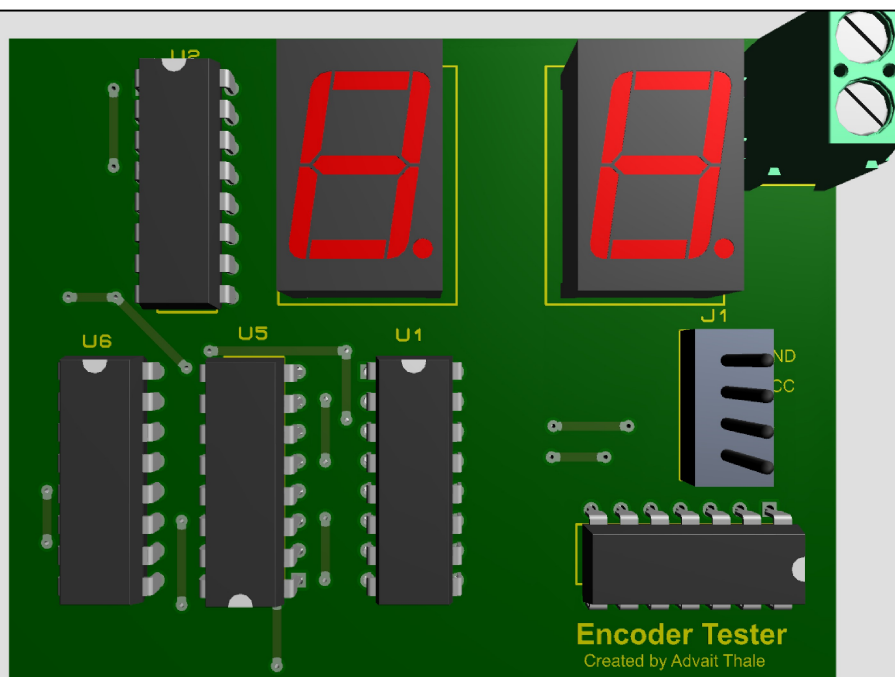 U2
J1
ND
CC
U6
U5
U1
Encoder Tester
Created by Advait Thale